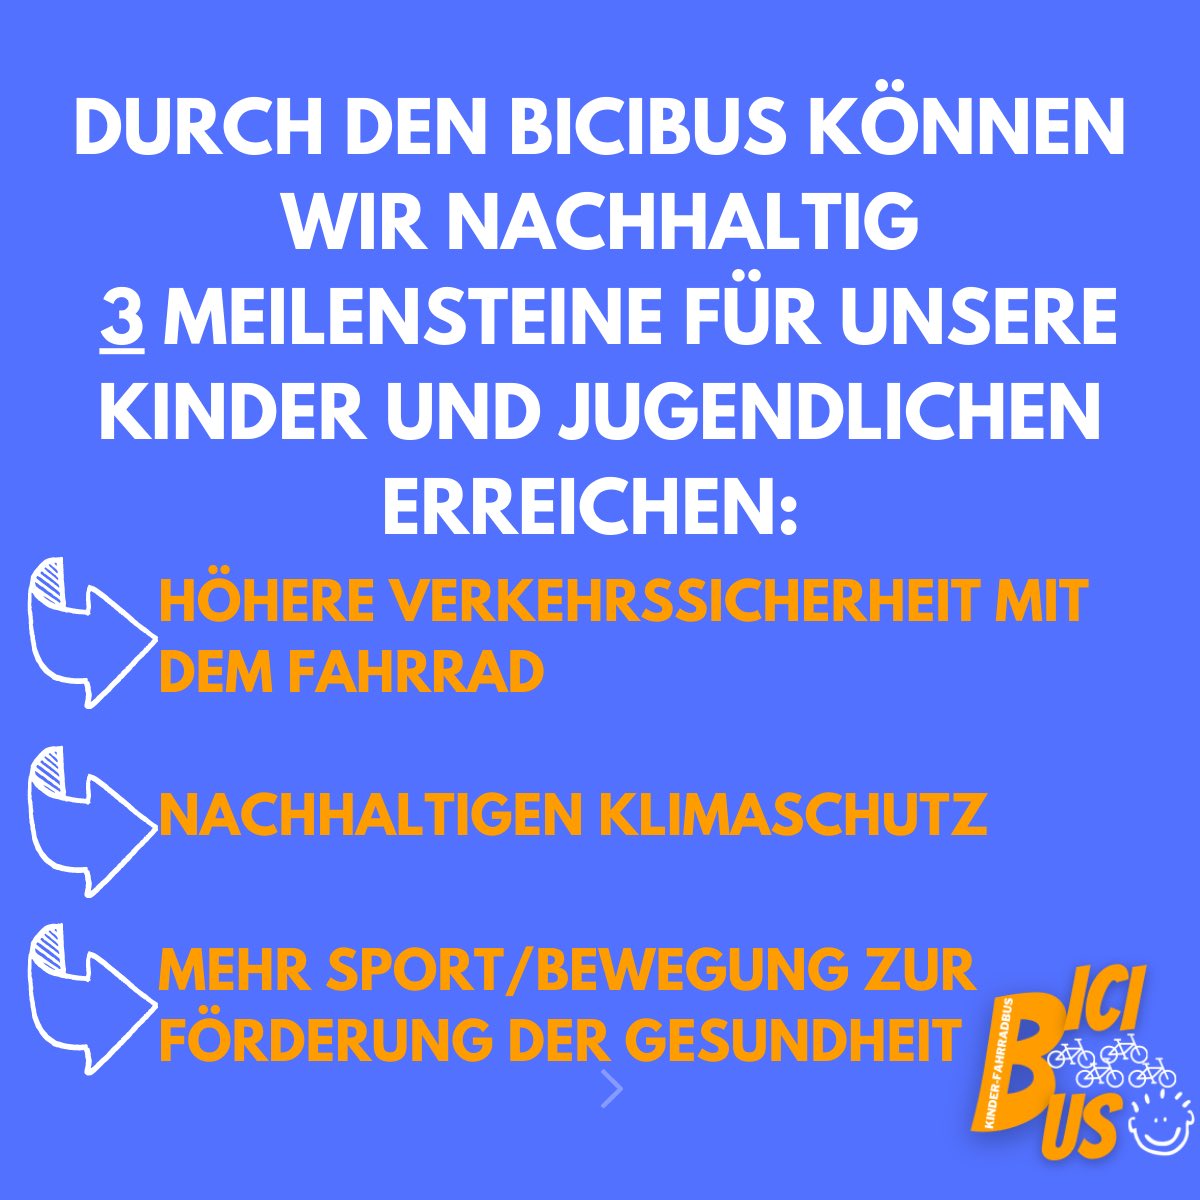 DURCH DEN BICIBUS KÖNNEN
WIR NACHHALTIG
3 MEILENSTEINE FÜR UNSERE
KINDER UND JUGENDLICHEN
ERREICHEN:
HÖHERE VERKEHRSSICHERHEIT MIT
DEM FAHRRAD
NACHHALTIGEN KLIMASCHUTZ
MEHR SPORT/BEWEGUNG ZUR
FÖRDERUNG DER GESUNDHEIT
BICI
BUS
KINDER-FAHRRADBUS